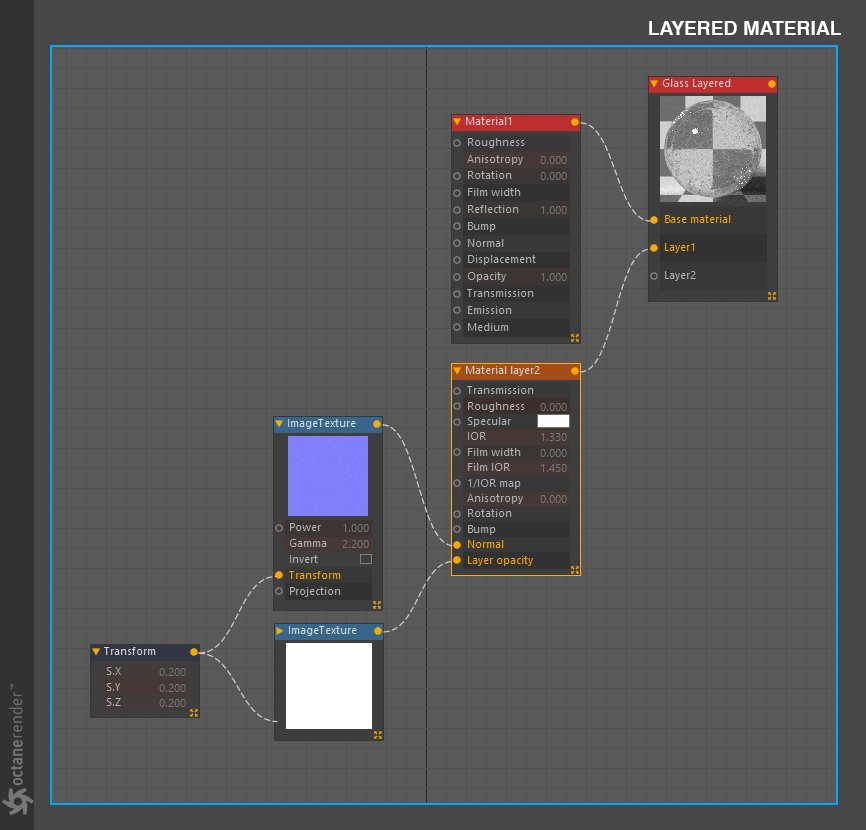 LAYERED MATERIAL
Glass Layered
Base material
Layer1
Layer2
Material1
Roughness
Anisotropy 0.000
Rotation 0.000
Film width
Reflection 1.000
Bump
Normal
Displacement
Opacity 1.000
Transmission
Emission
Medium
Material layer2
Transmission
Roughness 0.000
Specular
IOR 1.330
Film width 0.000
Film IOR 1.450
1/IOR map
Anisotropy 0.000
Rotation
Bump
Normal
Layer opacity
ImageTexture
Power 1.000
Gamma 2.200
Invert
Transform
Projection
ImageTexture
Transform
S.X 0.200
S.Y 0.200
S.Z 0.200
octanerender™